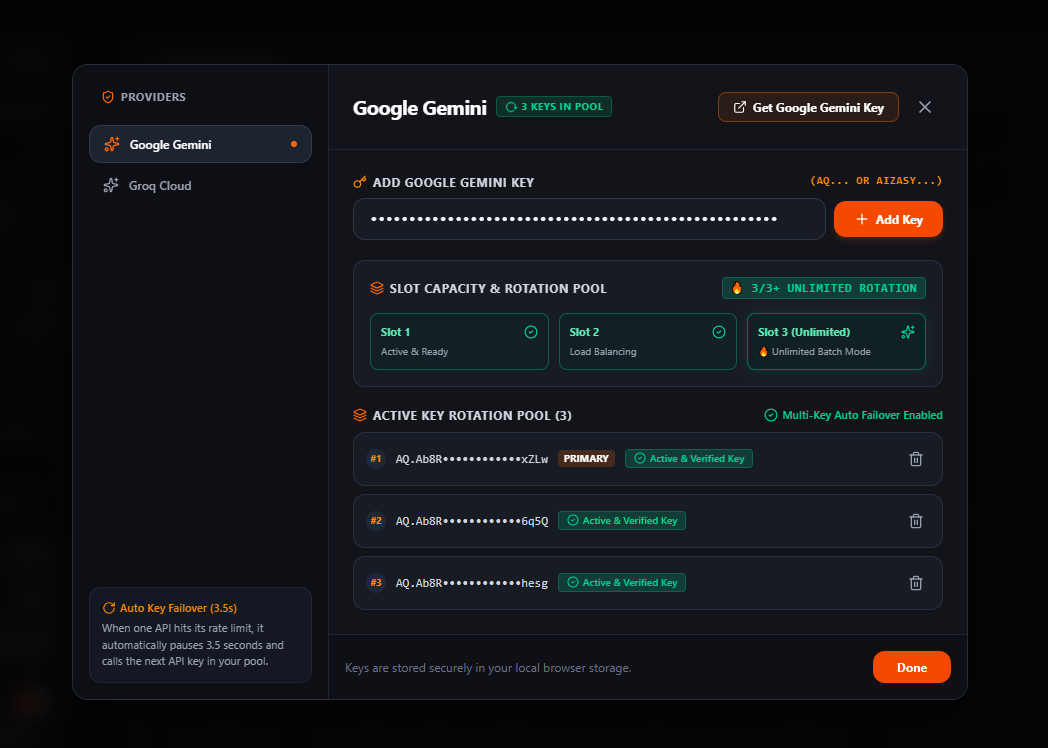 PROVIDERS
Google Gemini
Groq Cloud
Auto Key Failover (3.5s)
When one API hits its rate limit, it
automatically pauses 3.5 seconds and
calls the next API key in your pool.
Google Gemini
3 KEYS IN POOL
Get Google Gemini Key
ADD GOOGLE GEMINI KEY
(AQ... OR AIZASY...)
Add Key
SLOT CAPACITY & ROTATION POOL
🔥 3/3+ UNLIMITED ROTATION
Slot 1
Active & Ready
Slot 2
Load Balancing
Slot 3 (Unlimited)
🔥 Unlimited Batch Mode
ACTIVE KEY ROTATION POOL (3)
Multi-Key Auto Failover Enabled
#1 AQ.Ab8R••••••••••••xZLw PRIMARY Active & Verified Key
#2 AQ.Ab8R••••••••••••6q5Q Active & Verified Key
#3 AQ.Ab8R••••••••••••hesg Active & Verified Key
Keys are stored securely in your local browser storage.
Done